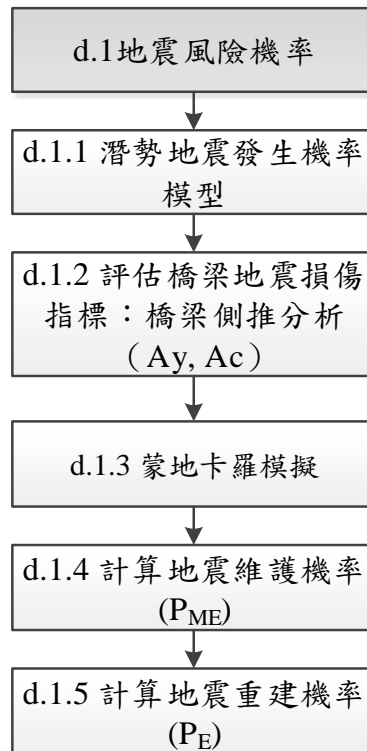 d.1地震風險機率
d.1.1 潛勢地震發生機率
模型
d.1.2 評估橋梁地震損傷
指標：橋梁側推分析
（Ay, Ac）
d.1.3 蒙地卡羅模擬
d.1.4 計算地震維護機率
(PME)
d.1.5 計算地震重建機率
(PE)